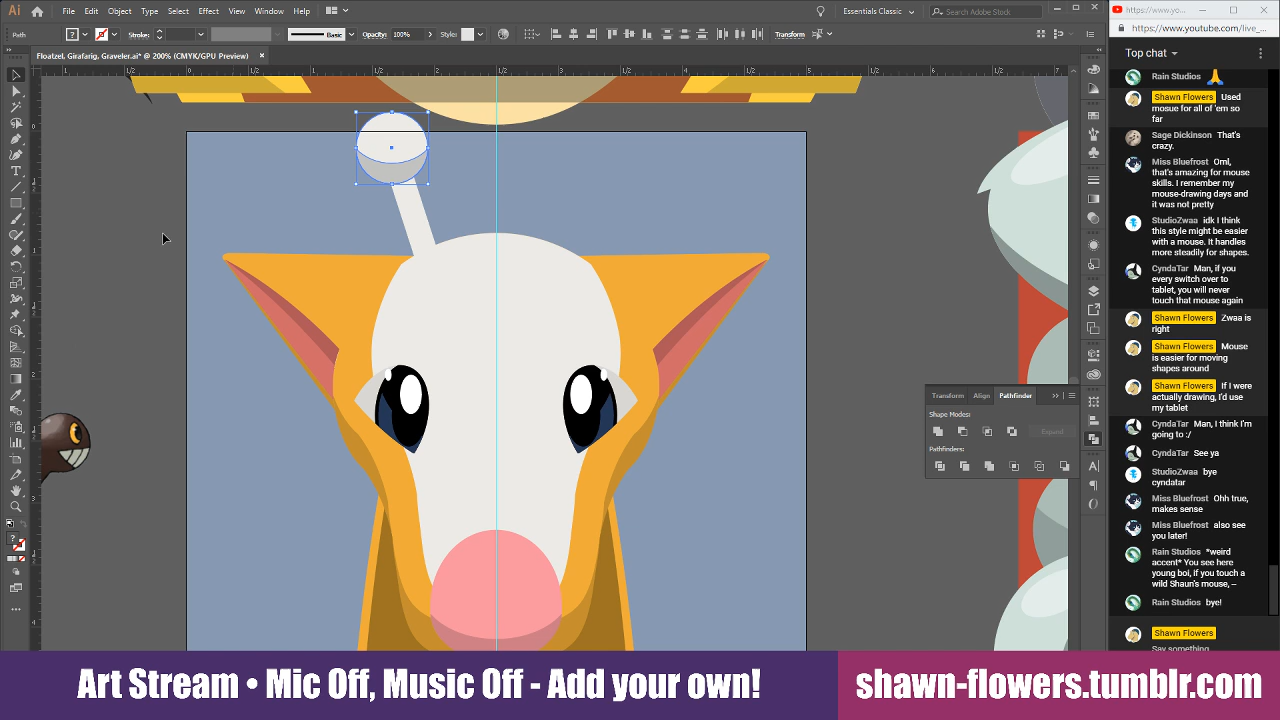 Ai File Edit Object Type Select Effect View Window Help Essentials Classic Search Adobe Stock
https://www.youtube.com/live_...
Path ? Stroke: Basic Opacity: 100% Style: Transform
Floatzel, Girafarig, Graveler.ai* @ 200% (CMYK/GPU Preview)
Top chat
Rain Studios 🙏
Shawn Flowers Used
mosue for all of 'em so
far
Sage Dickinson That's
crazy.
Miss Bluefrost Oml,
that's amazing for mouse
skills. I remember my
mouse-drawing days and
it was not pretty
StudioZwaa idk I think
this style might be easier
with a mouse. It handles
more steadily for shapes.
CyndaTar Man, if you
every switch over to
tablet, you will never
touch that mouse again
Shawn Flowers Zwaa is
right
Shawn Flowers Mouse
is easier for moving
shapes around
Shawn Flowers If I were
actually drawing, I'd use
my tablet
CyndaTar Man, I think I'm
going to :/
CyndaTar See ya
StudioZwaa bye
cyndatar
Miss Bluefrost Ohh true,
makes sense
Miss Bluefrost also see
you later!
Rain Studios *weird
accent* You see here
young boi, if you touch a
wild Shaun's mouse, --
Rain Studios bye!
Shawn Flowers
Say something...
Transform Align Pathfinder
Shape Modes:
Expand
Pathfinders:
Art Stream • Mic Off, Music Off - Add your own!
shawn-flowers.tumblr.com